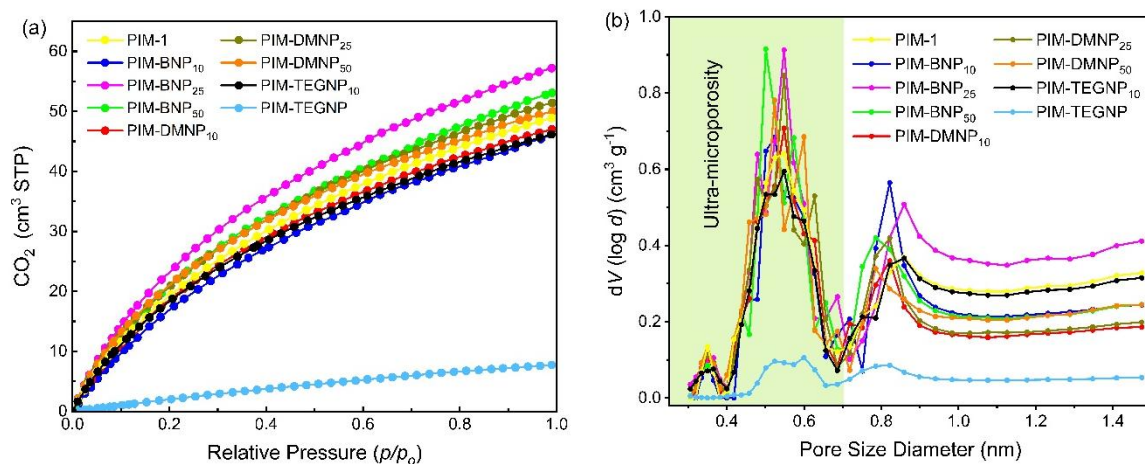 (a)
PIM-1
PIM-BNP₁₀
PIM-BNP₂₅
PIM-BNP₅₀
PIM-DMNP₁₀
PIM-DMNP₂₅
PIM-DMNP₅₀
PIM-TEGNP₁₀
PIM-TEGNP
CO₂ (cm³ STP)
60
50
40
30
20
10
0
0.0 0.2 0.4 0.6 0.8 1.0
Relative Pressure (p/pₒ)
(b)
Ultra-microporosity
PIM-1
PIM-BNP₁₀
PIM-BNP₂₅
PIM-BNP₅₀
PIM-DMNP₁₀
PIM-DMNP₂₅
PIM-DMNP₅₀
PIM-TEGNP₁₀
PIM-TEGNP
dV (log d) (cm³ g⁻¹)
1.0
0.8
0.6
0.4
0.2
0.0
0.4 0.6 0.8 1.0 1.2 1.4
Pore Size Diameter (nm)